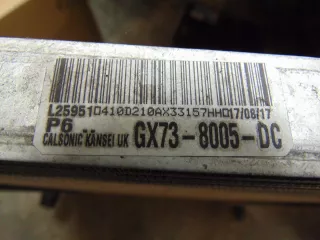 L25951D410D210AX33157HHD17/08/17
P6
CALSONIC KANSEI UK GX73-8005-DC